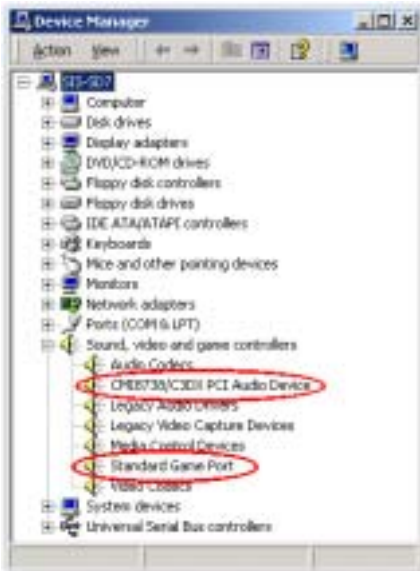 Device Manager
Action View
SIS-SD7
Computer
Disk drives
Display adapters
DVD/CD-ROM drives
Floppy disk controllers
Floppy disk drives
IDE ATA/ATAPI controllers
Keyboards
Mice and other pointing devices
Monitors
Network adapters
Ports (COM & LPT)
Sound, video and game controllers
Audio Codecs
CMI8738/C3DX PCI Audio Device
Legacy Audio Drivers
Legacy Video Capture Devices
Media Control Devices
Standard Game Port
Video Codecs
System devices
Universal Serial Bus controllers